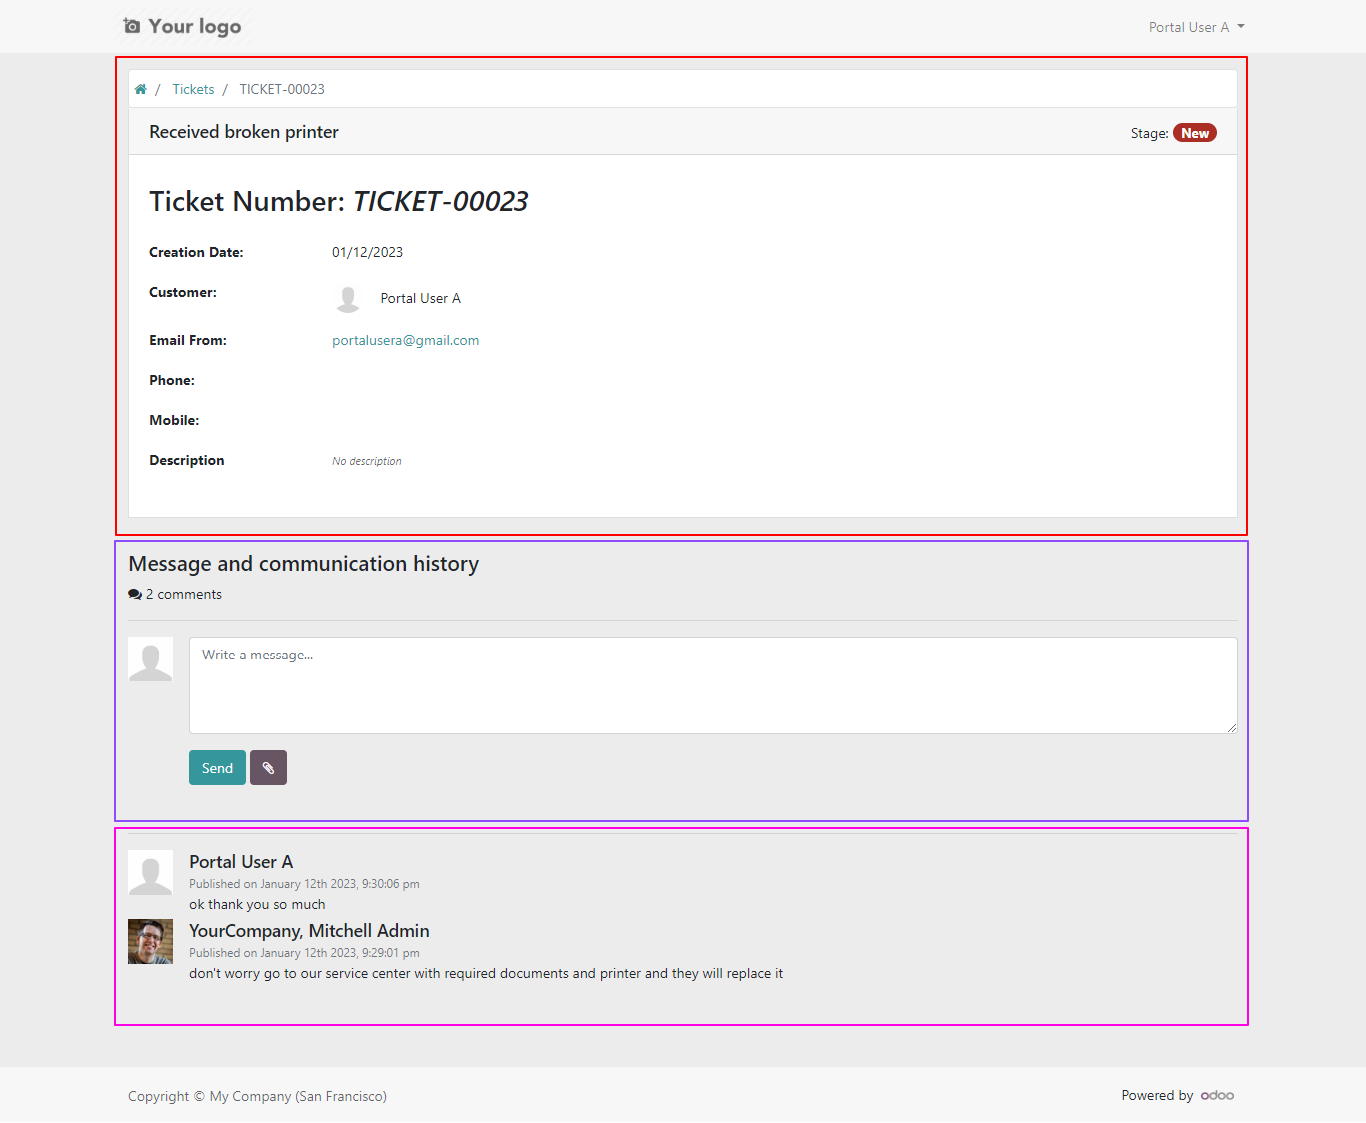 Your logo
Portal User A
/ Tickets / TICKET-00023
Received broken printer
Stage: New
Ticket Number: TICKET-00023
Creation Date: 01/12/2023
Customer: Portal User A
Email From: portalusera@gmail.com
Phone:
Mobile:
Description No description
Message and communication history
2 comments
Write a message...
Send
Portal User A
Published on January 12th 2023, 9:30:06 pm
ok thank you so much
YourCompany, Mitchell Admin
Published on January 12th 2023, 9:29:01 pm
don't worry go to our service center with required documents and printer and they will replace it
Copyright © My Company (San Francisco)
Powered by odoo